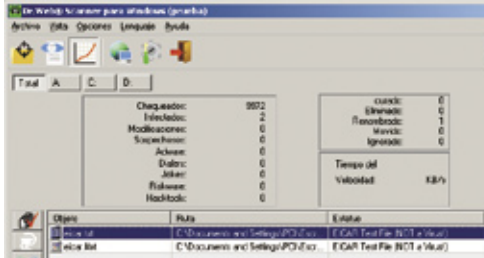 Dr.Web® Scanner para Windows (prueba)
Archivo Vista Opciones Lenguaje Ayuda
Total A: C: D:
Chequeados: 9972
Infectados: 2
Modificaciones: 0
Sospechosos: 0
Adware: 0
Dialers: 0
Jokes: 0
Riskware: 0
Hacktools: 0
curado: 0
Eliminado: 0
Renombrado: 1
Movido: 0
Ignorado: 0
Tiempo del
Velocidad: KB/s
Objeto Ruta Estatus
eicar.txt C:\Documents and Settings\PC\Escr... EICAR Test File (NOT a Virus!)
C:\Documents and Settings\PC\Escr... EICAR Test File (NOT a Virus!)